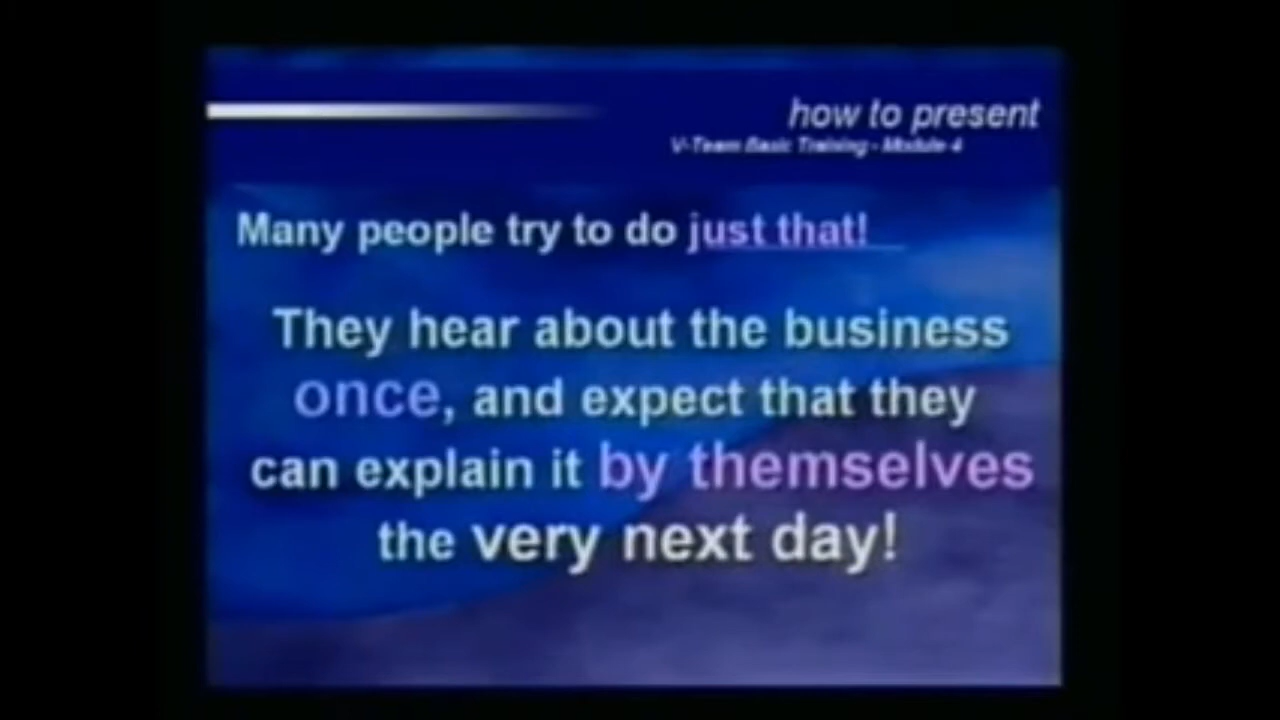 how to present
V-Team Basic Training - Module 4
Many people try to do just that!
They hear about the business
once, and expect that they
can explain it by themselves
the very next day!